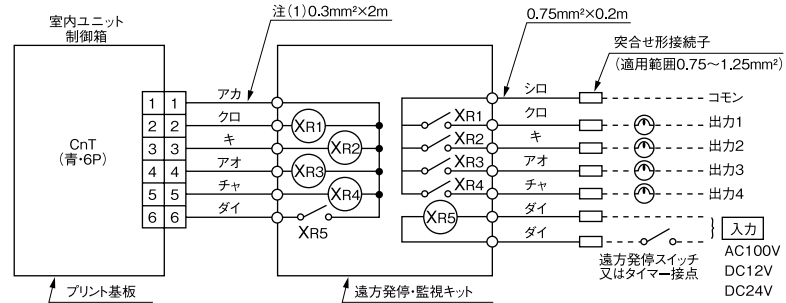 注(1)0.3mm²×2m
0.75mm²×0.2m
室内ユニット
制御箱
突合せ形接続子
(適用範囲0.75～1.25mm²)
CnT
(青・6P)
1 1 アカ
2 2 クロ XR1
3 3 キ XR2
4 4 アオ XR3
5 5 チャ XR4
6 6 ダイ XR5
シロ コモン
XR1 クロ 出力1
XR2 キ 出力2
XR3 アオ 出力3
XR4 チャ 出力4
XR5 ダイ
ダイ
入力
AC100V
DC12V
DC24V
遠方発停スイッチ
又はタイマー接点
プリント基板
遠方発停・監視キット